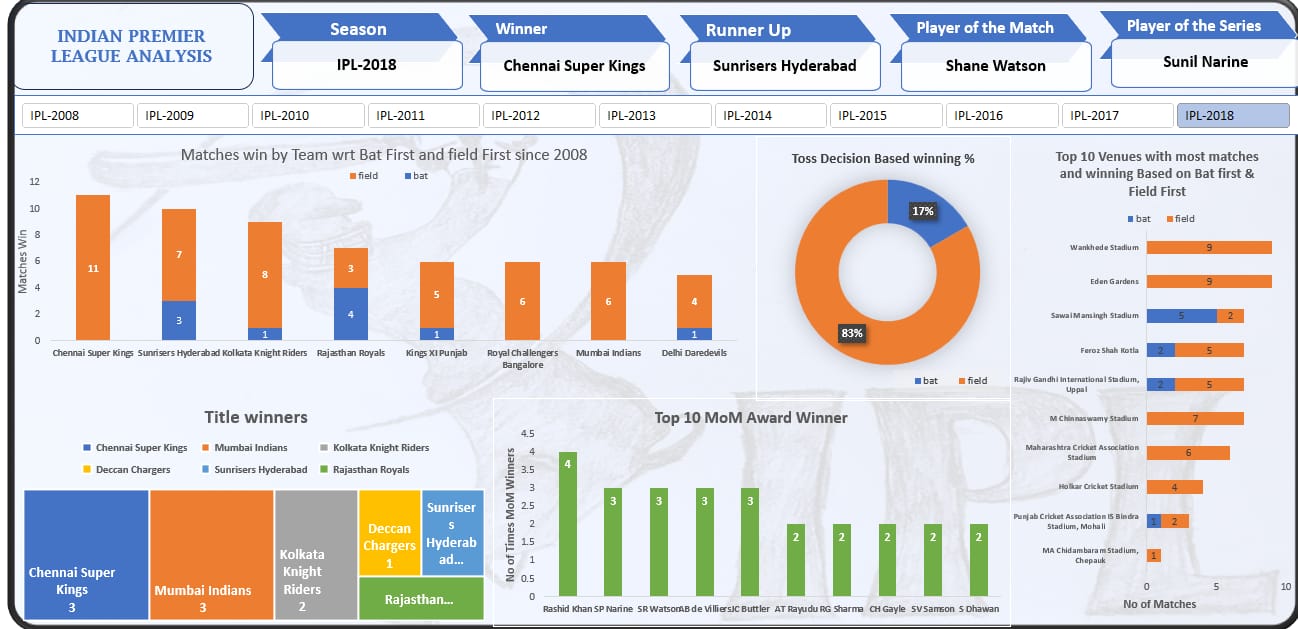 INDIAN PREMIER
LEAGUE ANALYSIS
Season
IPL-2018
Winner
Chennai Super Kings
Runner Up
Sunrisers Hyderabad
Player of the Match
Shane Watson
Player of the Series
Sunil Narine
IPL-2008
IPL-2009
IPL-2010
IPL-2011
IPL-2012
IPL-2013
IPL-2014
IPL-2015
IPL-2016
IPL-2017
IPL-2018
Matches win by Team wrt Bat First and field First since 2008
field bat
Matches Win
12
10
8
6
4
2
0
11
7
3
8
1
3
4
5
1
6
6
4
1
Chennai Super Kings
Sunrisers Hyderabad
Kolkata Knight Riders
Rajasthan Royals
Kings XI Punjab
Royal Challengers
Bangalore
Mumbai Indians
Delhi Daredevils
Toss Decision Based winning %
17%
83%
bat field
Top 10 Venues with most matches
and winning Based on Bat first &
Field First
bat field
Wankhede Stadium
9
Eden Gardens
9
Sawai Mansingh Stadium
5 2
Feroz Shah Kotla
2 5
Rajiv Gandhi International Stadium,
Uppal
2 5
M Chinnaswamy Stadium
7
Maharashtra Cricket Association
Stadium
6
Holkar Cricket Stadium
4
Punjab Cricket Association IS Bindra
Stadium, Mohali
1 2
MA Chidambaram Stadium,
Chepauk
1
0 5 10
No of Matches
Title winners
Chennai Super Kings Mumbai Indians Kolkata Knight Riders
Deccan Chargers Sunrisers Hyderabad Rajasthan Royals
Chennai Super
Kings
3
Mumbai Indians
3
Kolkata
Knight
Riders
2
Deccan
Chargers
1
Sunriser
s
Hyderab
ad...
Rajasthan...
Top 10 MoM Award Winner
No of Times MoM Winners
4.5
4
3.5
3
2.5
2
1.5
1
0.5
0
4
3
3
3
3
2
2
2
2
2
Rashid Khan
SP Narine
SR Watson
AB de Villiers
JC Buttler
AT Rayudu
RG Sharma
CH Gayle
SV Samson
S Dhawan
IPL